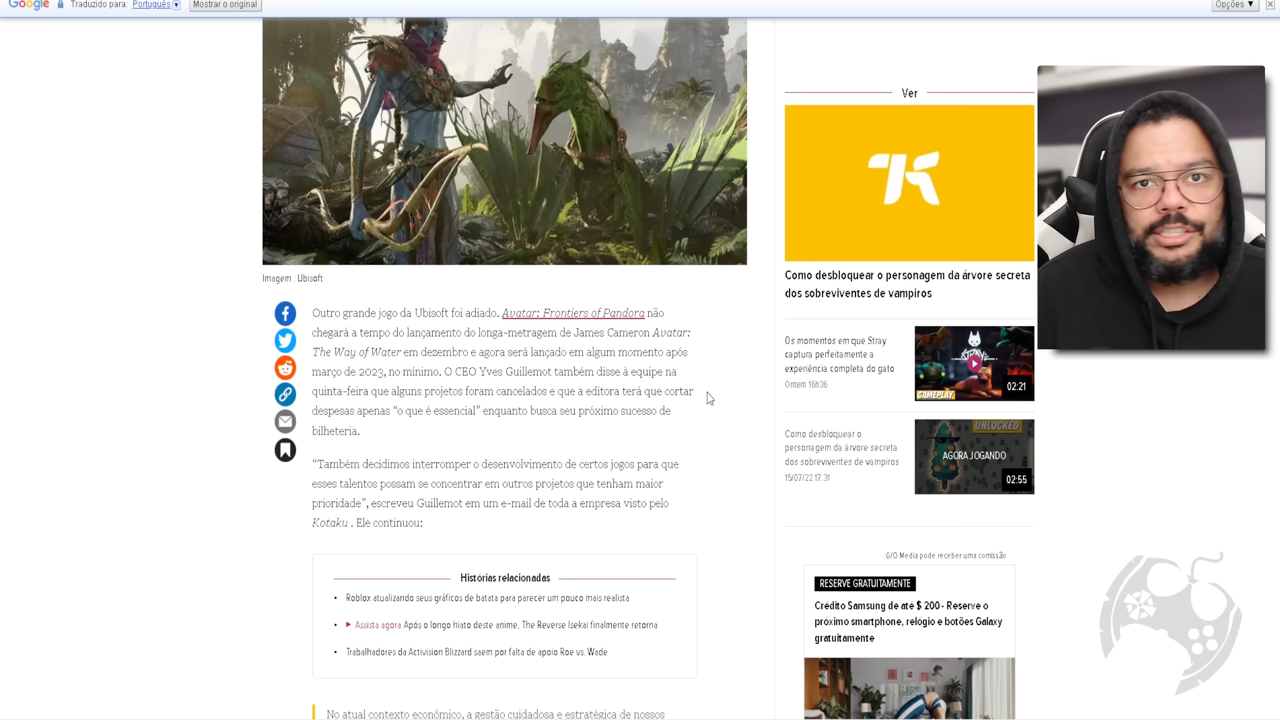 Google
Traduzido para: Português
Mostrar o original
Opções
Imagem : Ubisoft
Outro grande jogo da Ubisoft foi adiado. Avatar: Frontiers of Pandora não
chegará a tempo do lançamento do longa-metragem de James Cameron Avatar:
The Way of Water em dezembro e agora será lançado em algum momento após
março de 2023, no mínimo. O CEO Yves Guillemot também disse à equipe na
quinta-feira que alguns projetos foram cancelados e que a editora terá que cortar
despesas apenas “o que é essencial” enquanto busca seu próximo sucesso de
bilheteria.
“Também decidimos interromper o desenvolvimento de certos jogos para que
esses talentos possam se concentrar em outros projetos que tenham maior
prioridade”, escreveu Guillemot em um e-mail de toda a empresa visto pelo
Kotaku . Ele continuou:
Histórias relacionadas
Roblox atualizando seus gráficos de batata para parecer um pouco mais realista
Assista agora Após o longo hiato deste anime, The Reverse Isekai finalmente retorna
Trabalhadores da Activision Blizzard saem por falta de apoio Roe vs. Wade
No atual contexto econômico, a gestão cuidadosa e estratégica de nossos
Ver
K
Como desbloquear o personagem da árvore secreta
dos sobreviventes de vampiros
Os momentos em que Stray
captura perfeitamente a
experiência completa do gato
Ontem 16h36
STRAY
GAMEPLAY
02:21
Como desbloquear o
personagem da árvore secreta
dos sobreviventes de vampiros
15/07/22 17:31
UNLOCKED
AGORA JOGANDO
02:55
G/O Media pode receber uma comissão
RESERVE GRATUITAMENTE
Crédito Samsung de até $ 200 - Reserve o
próximo smartphone, relógio e botões Galaxy
gratuitamente